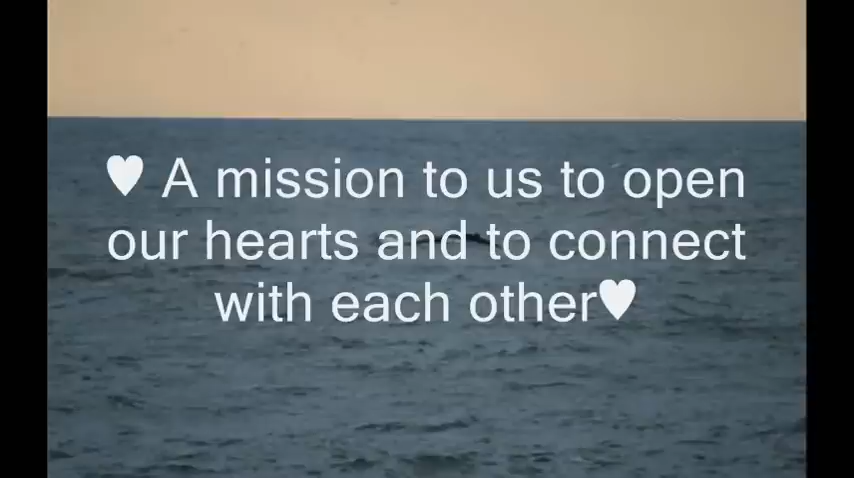 ♥ A mission to us to open
our hearts and to connect
with each other♥